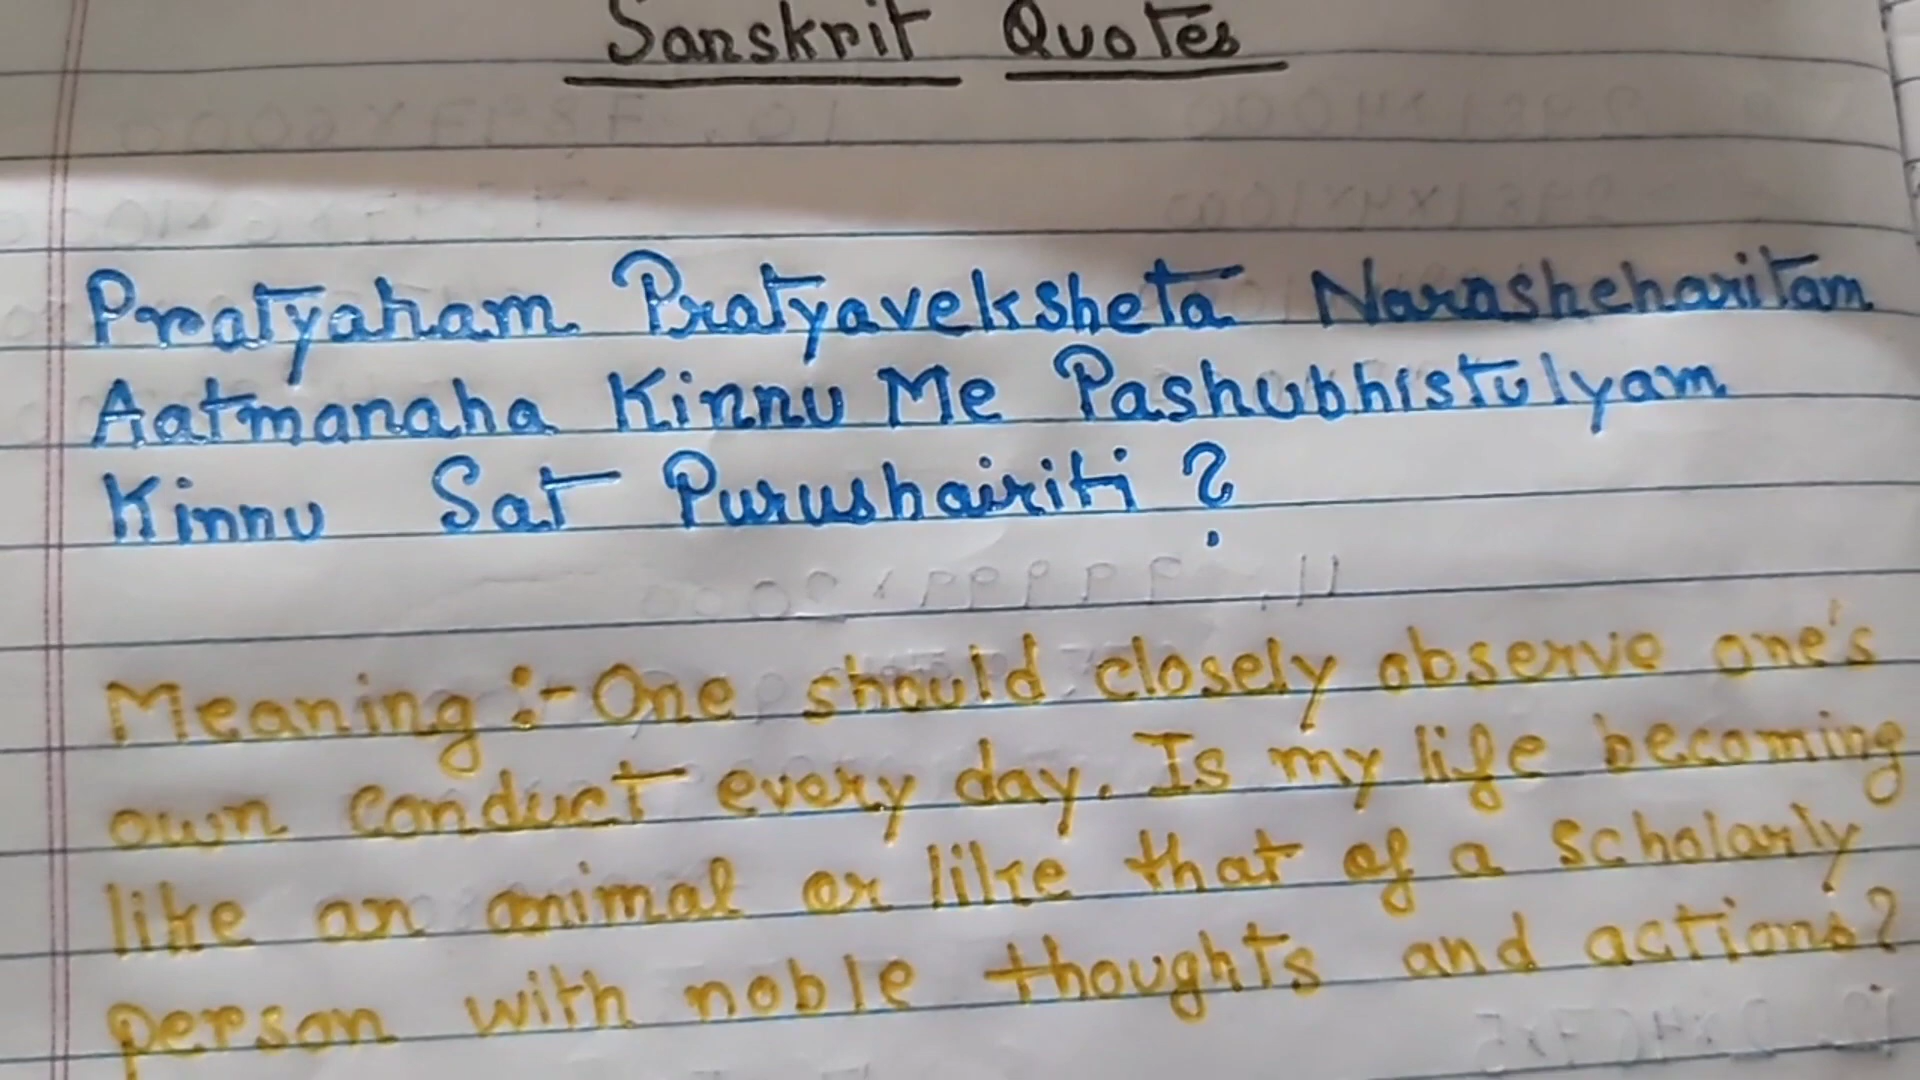 Sanskrit Quotes
Pratyaham Pratyaveksheta Narasheharitam
Aatmanaha Kinnu Me Pashubhistulyam
Kinnu Sat Purushairiti ?
Meaning :- One should closely observe one's
own conduct every day. Is my life becoming
like an animal or like that of a scholarly
person with noble thoughts and actions?